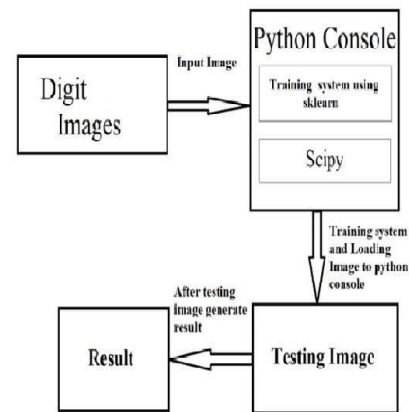 Digit
Images
Input Image
Python Console
Training system using
sklearn
Scipy
Training system
and Loading
Image to python
console
After testing
image generate
result
Result
Testing Image